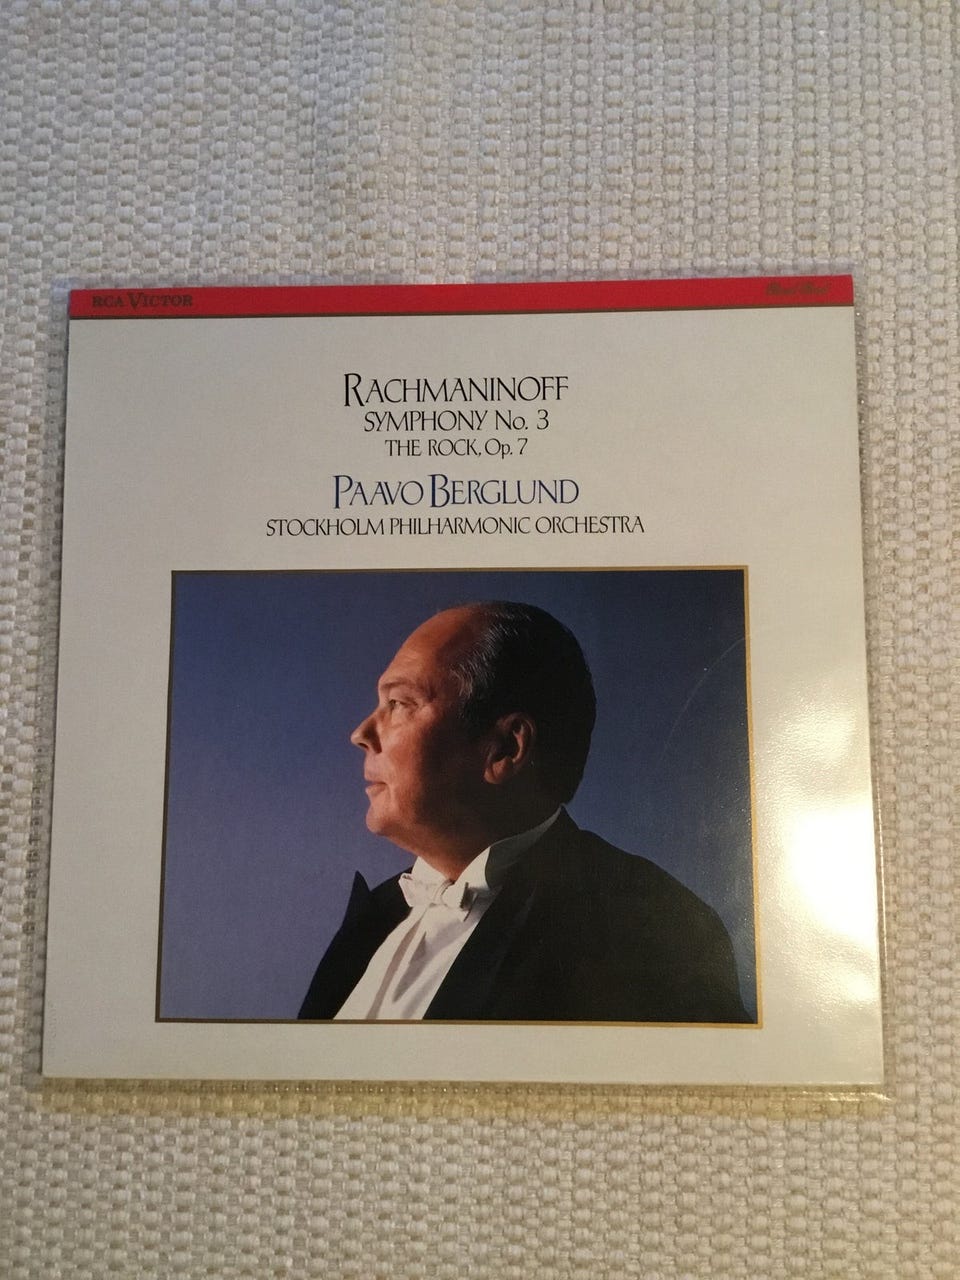 RCA VICTOR
Red Seal
RACHMANINOFF
SYMPHONY No. 3
THE ROCK, Op. 7
PAAVO BERGLUND
STOCKHOLM PHILHARMONIC ORCHESTRA